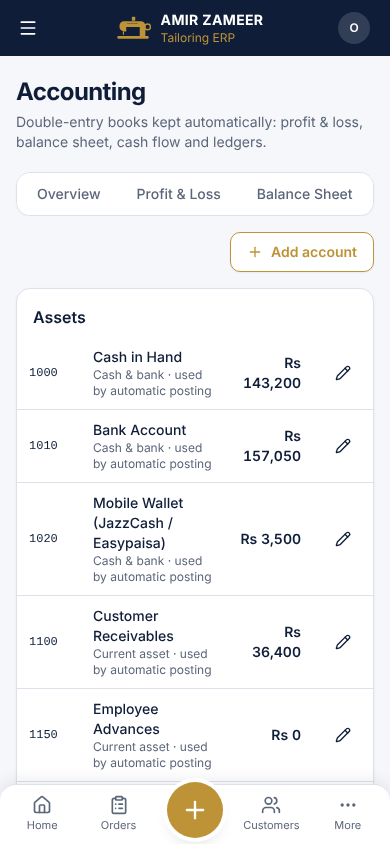 AMIR ZAMEER
Tailoring ERP
O
Accounting
Double-entry books kept automatically: profit & loss,
balance sheet, cash flow and ledgers.
Overview Profit & Loss Balance Sheet
+ Add account
Assets
1000
Cash in Hand
Cash & bank · used
by automatic posting
Rs
143,200
1010
Bank Account
Cash & bank · used
by automatic posting
Rs
157,050
1020
Mobile Wallet
(JazzCash /
Easypaisa)
Cash & bank · used
by automatic posting
Rs 3,500
1100
Customer
Receivables
Current asset · used
by automatic posting
Rs
36,400
1150
Employee
Advances
Current asset · used
by automatic posting
Rs 0
Home Orders Customers More